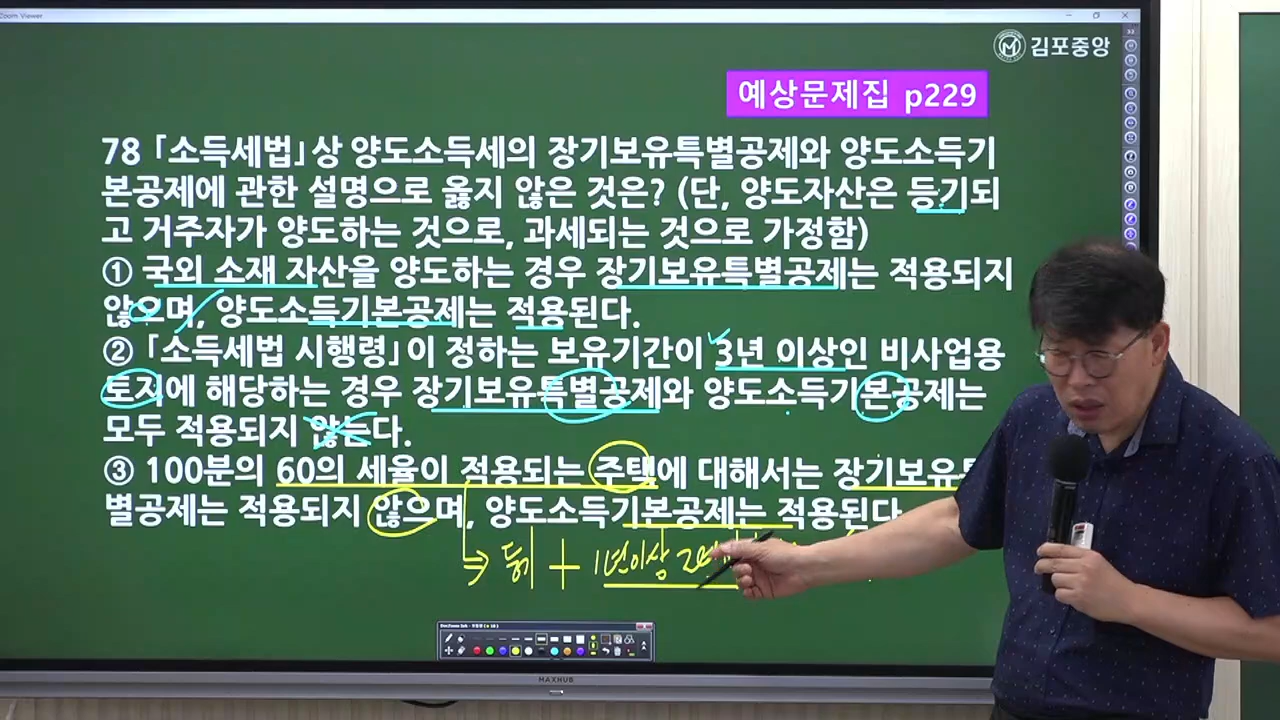 Zoom Viewer
김포중앙
예상문제집 p229
78 「소득세법」상 양도소득세의 장기보유특별공제와 양도소득기
본공제에 관한 설명으로 옳지 않은 것은? (단, 양도자산은 등기되
고 거주자가 양도하는 것으로, 과세되는 것으로 가정함)
① 국외 소재 자산을 양도하는 경우 장기보유특별공제는 적용되지
않으며, 양도소득기본공제는 적용된다.
② 「소득세법 시행령」이 정하는 보유기간이 3년 이상인 비사업용
토지에 해당하는 경우 장기보유특별공제와 양도소득기본공제는
모두 적용되지 않는다.
③ 100분의 60의 세율이 적용되는 주택에 대해서는 장기보유특
별공제는 적용되지 않으며, 양도소득기본공제는 적용된다
등기 + 1년이상
MAXHUB